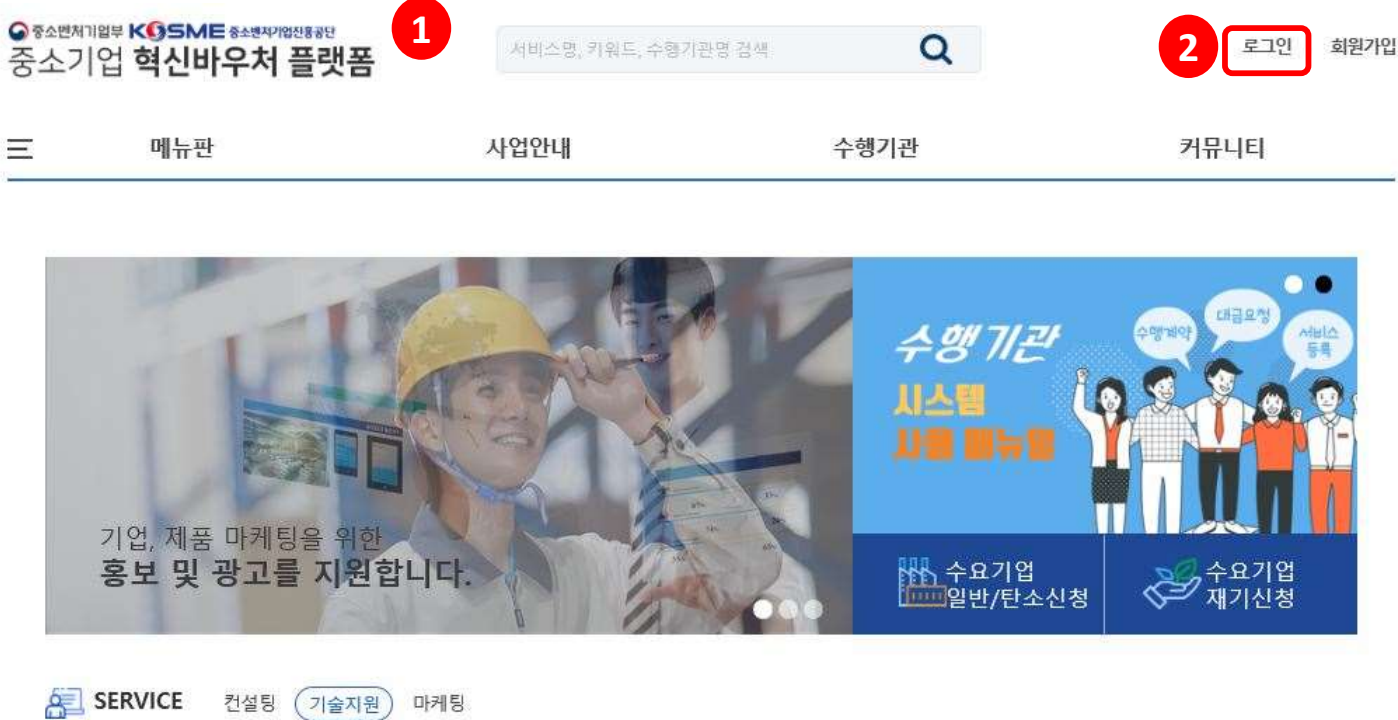 중소벤처기업부 KOSME 중소벤처기업진흥공단
중소기업 혁신바우처 플랫폼
1
서비스명, 키워드, 수행기관명 검색
2
로그인
회원가입
메뉴판
사업안내
수행기관
커뮤니티
기업, 제품 마케팅을 위한
홍보 및 광고를 지원합니다.
수행기관
시스템
사용 매뉴얼
수행계약
대금요청
서비스
등록
수요기업
일반/탄소신청
수요기업
재기신청
SERVICE 컨설팅 기술지원 마케팅